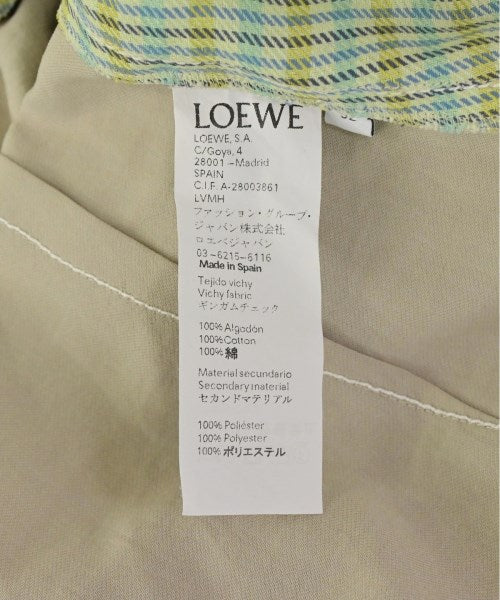 LOEWE
LOEWE, S.A.
C/Goya, 4
28001 -Madrid
SPAIN
C.I.F. A-28003861
LVMH
ファッション・グループ・
ジャパン株式会社
ロエベジャパン
03-6215-6116
Made in Spain
Tejido vichy
Vichy fabric
ギンガムチェック
100% Algodón
100%Cotton
100% 綿
Material secundario
Secondary material
セカンドマテリアル
100% Poliéster
100% Polyester
100% ポリエステル